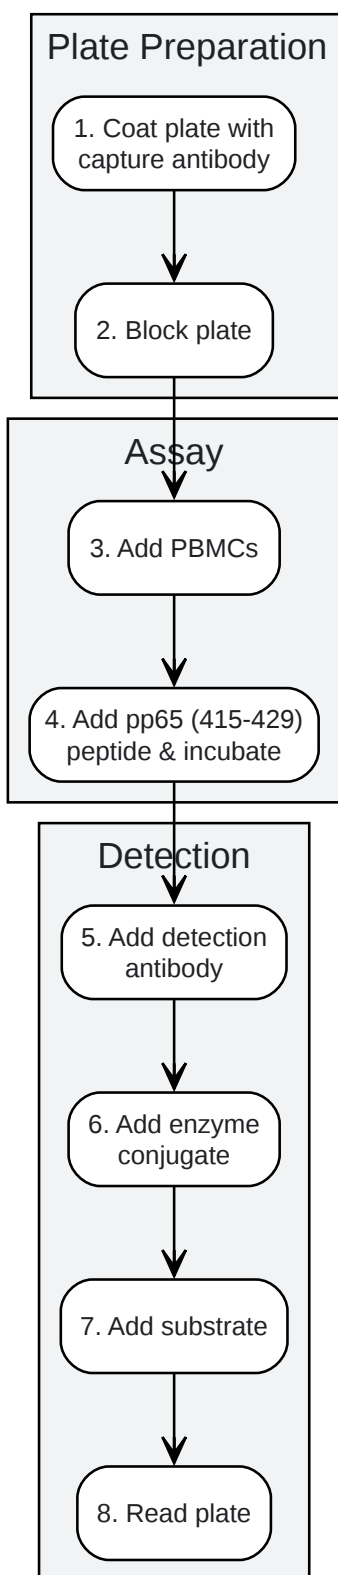 Plate Preparation
1. Coat plate with
capture antibody
2. Block plate
Assay
3. Add PBMCs
4. Add pp65 (415-429)
peptide & incubate
Detection
5. Add detection
antibody
6. Add enzyme
conjugate
7. Add substrate
8. Read plate